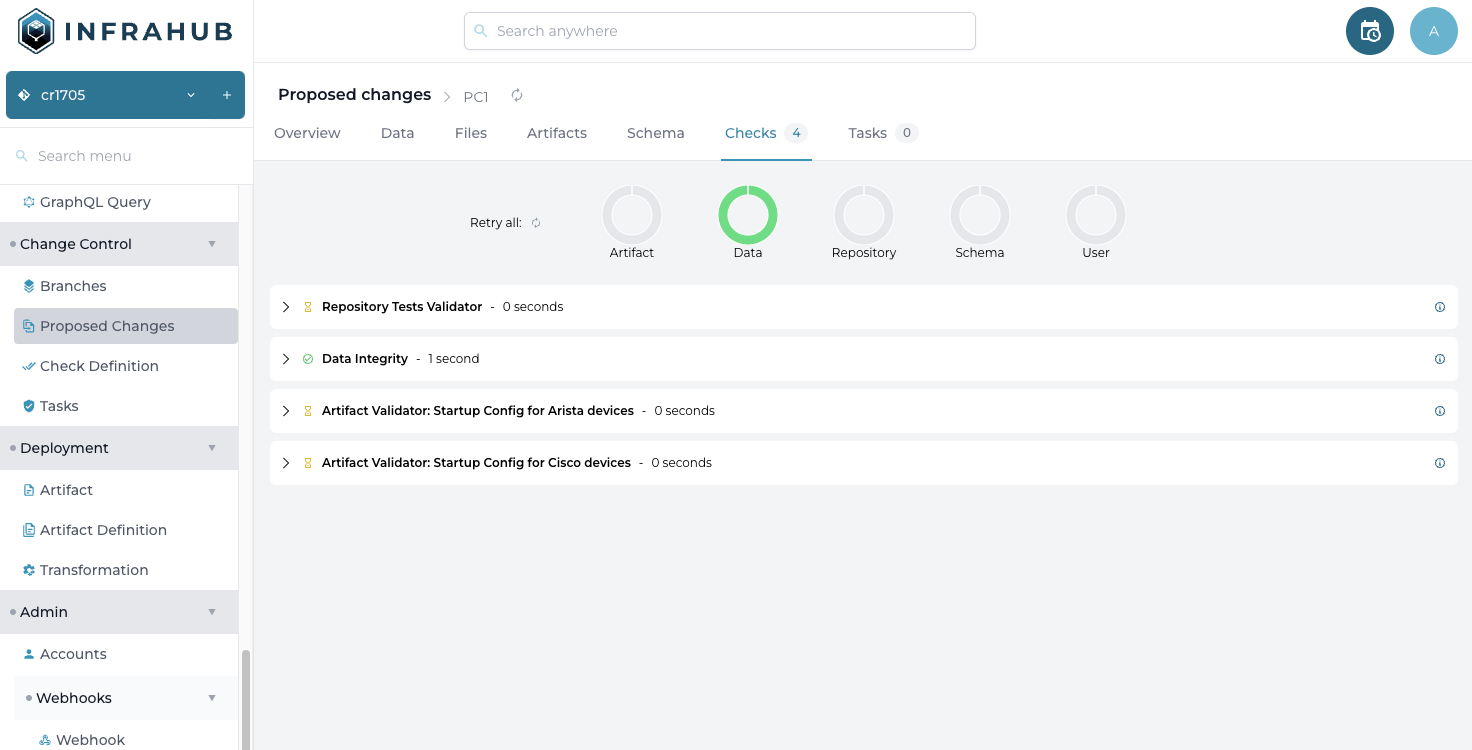 INFRAHUB
Search anywhere
A
cr1705
Search menu
GraphQL Query
Change Control
Branches
Proposed Changes
Check Definition
Tasks
Deployment
Artifact
Artifact Definition
Transformation
Admin
Accounts
Webhooks
Webhook
Proposed changes PC1
Overview Data Files Artifacts Schema Checks 4 Tasks 0
Retry all:
Artifact Data Repository Schema User
Repository Tests Validator - 0 seconds
Data Integrity - 1 second
Artifact Validator: Startup Config for Arista devices - 0 seconds
Artifact Validator: Startup Config for Cisco devices - 0 seconds